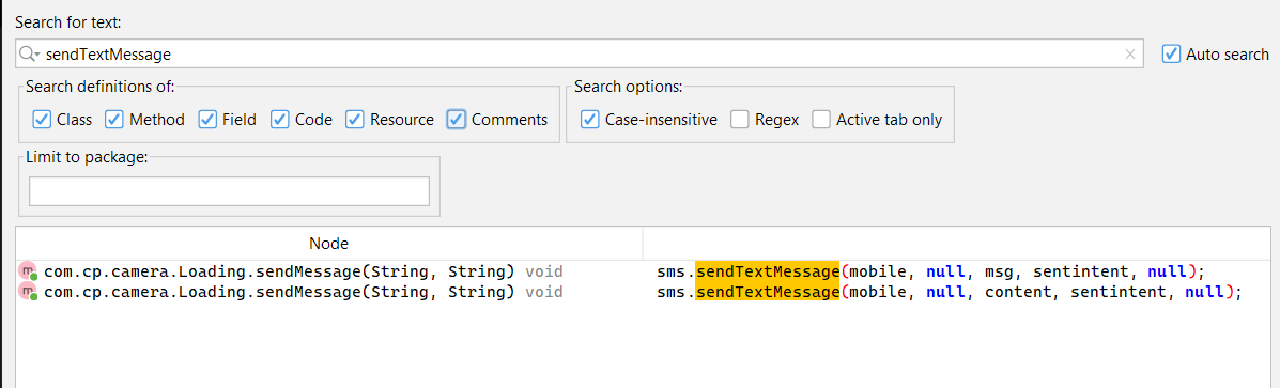 Search for text:
sendTextMessage
Auto search
Search definitions of:
Search options:
Class Method Field Code Resource Comments
Case-insensitive Regex Active tab only
Limit to package:
Node
m com.cp.camera.Loading.sendMessage(String, String) void sms.sendTextMessage(mobile, null, msg, sentintent, null);
m com.cp.camera.Loading.sendMessage(String, String) void sms.sendTextMessage(mobile, null, content, sentintent, null);